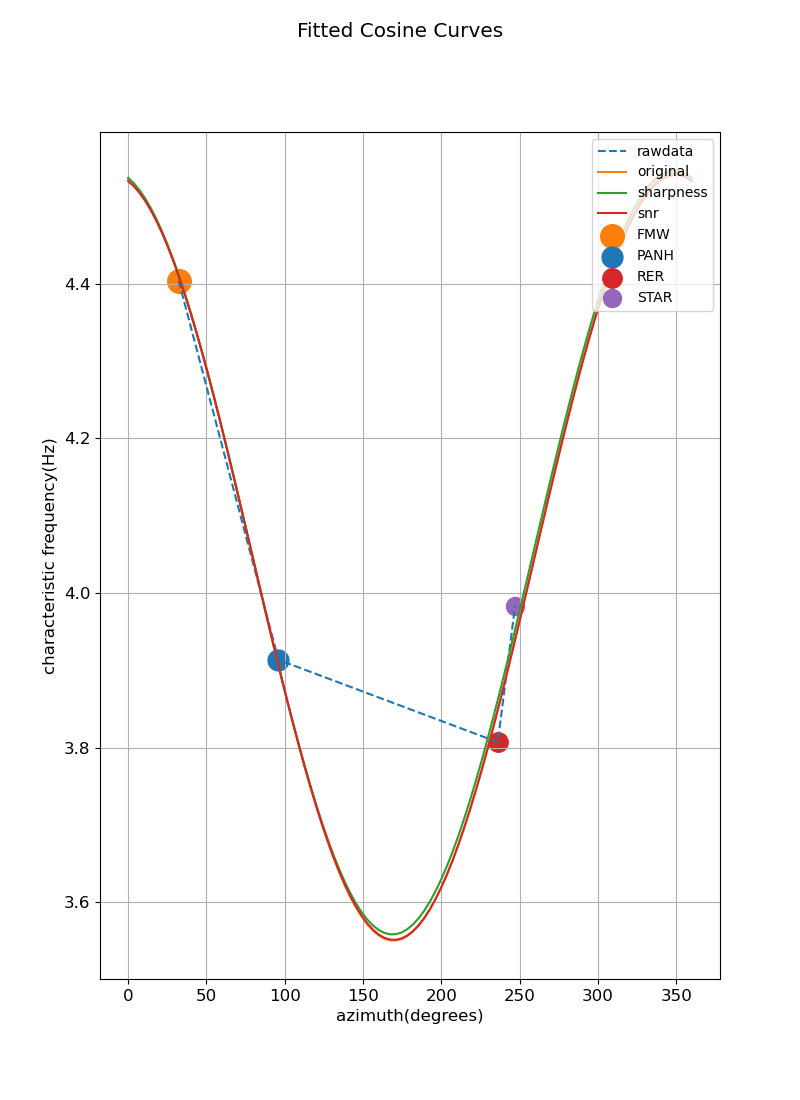 Fitted Cosine Curves
rawdata
original
sharpness
snr
FMW
PANH
RER
STAR
4.4
4.2
4.0
3.8
3.6
characteristic frequency(Hz)
0 50 100 150 200 250 300 350
azimuth(degrees)